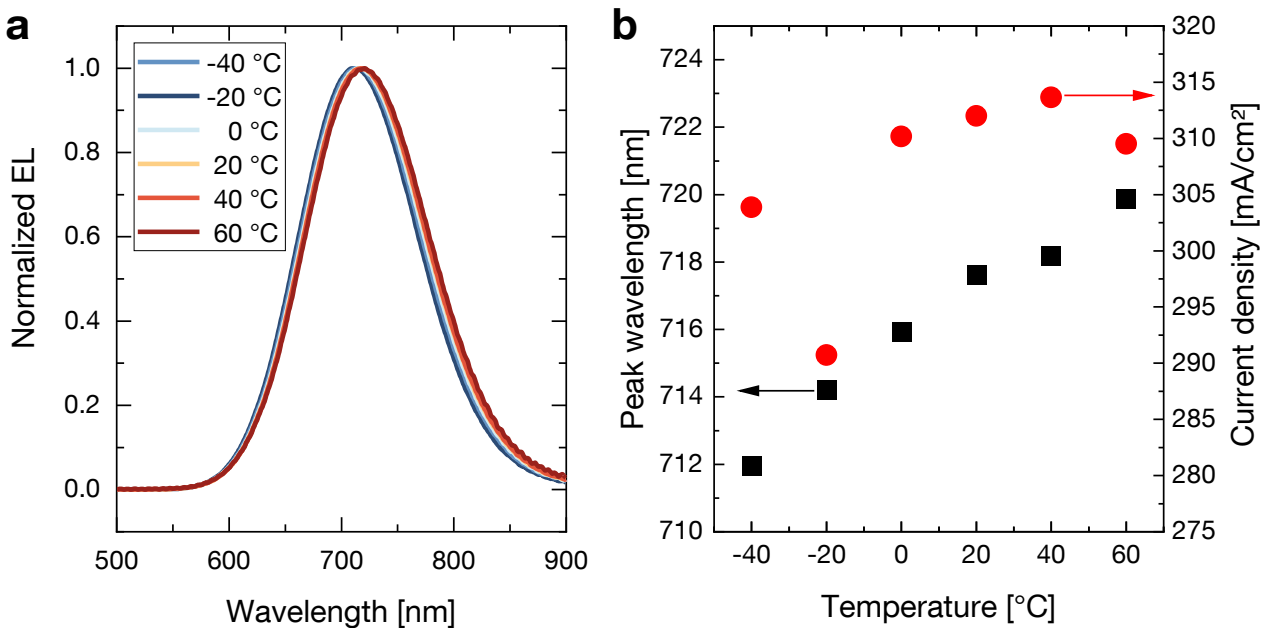 a
Normalized EL
1.0
0.8
0.6
0.4
0.2
0.0
-40 °C
-20 °C
0 °C
20 °C
40 °C
60 °C
500
600
700
800
900
Wavelength [nm]
b
Peak wavelength [nm]
724
722
720
718
716
714
712
710
-40
-20
0
20
40
60
Temperature [°C]
320
315
310
305
300
295
290
285
280
275
Current density [mA/cm²]